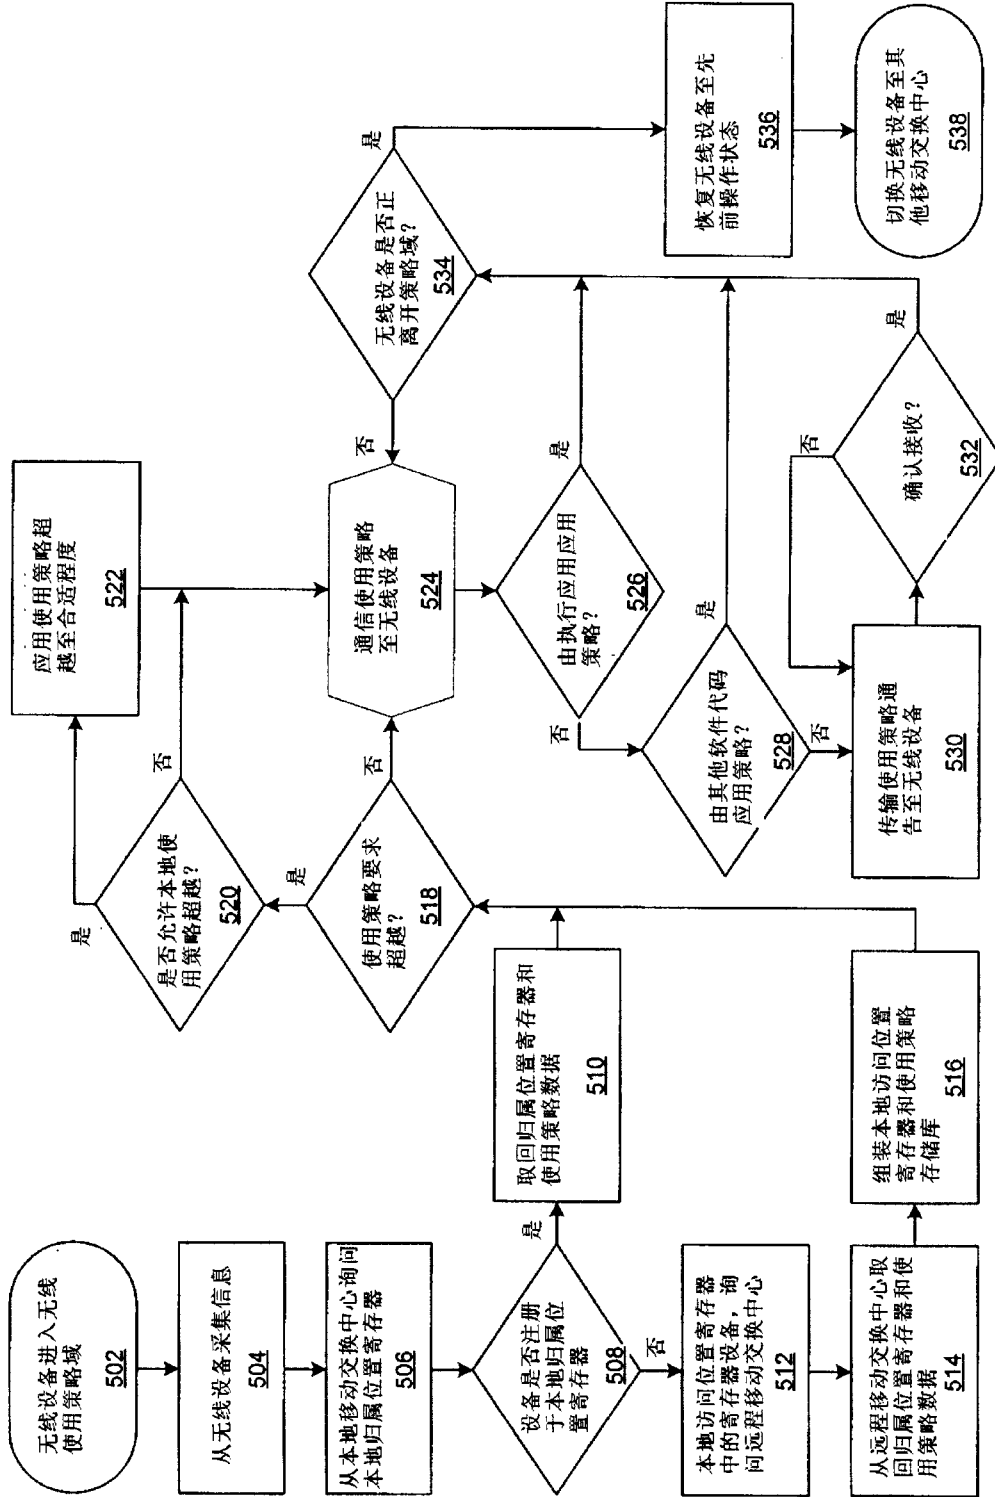 无线设备进入无线
使用策略域
502
从无线设备采集信息
504
从本地移动交换中心询问
本地归属位置寄存器
506
设备是否注册
于本地归属位
置寄存器
508
是
否
取回归属位置寄存器和
使用策略数据
510
本地访问位置寄存器
中的寄存器设备，询
问远程移动交换中心
512
从远程移动交换中心取
回归属位置寄存器和使
用策略数据
514
组装本地访问位置
寄存器和使用策略
存储库
516
使用策略要求
超越？
518
是
否
是否允许本地使
用策略超越？
520
是
否
应用使用策略超
越至合适程度
522
通信使用策略
至无线设备
524
由执行应用应用
策略？
526
是
否
由其他软件代码
应用策略？
528
是
否
传输使用策略通
告至无线设备
530
确认接收？
532
否
是
无线设备是否正
离开策略域？
534
否
是
恢复无线设备至先
前操作状态
536
切换无线设备至其
他移动交换中心
538